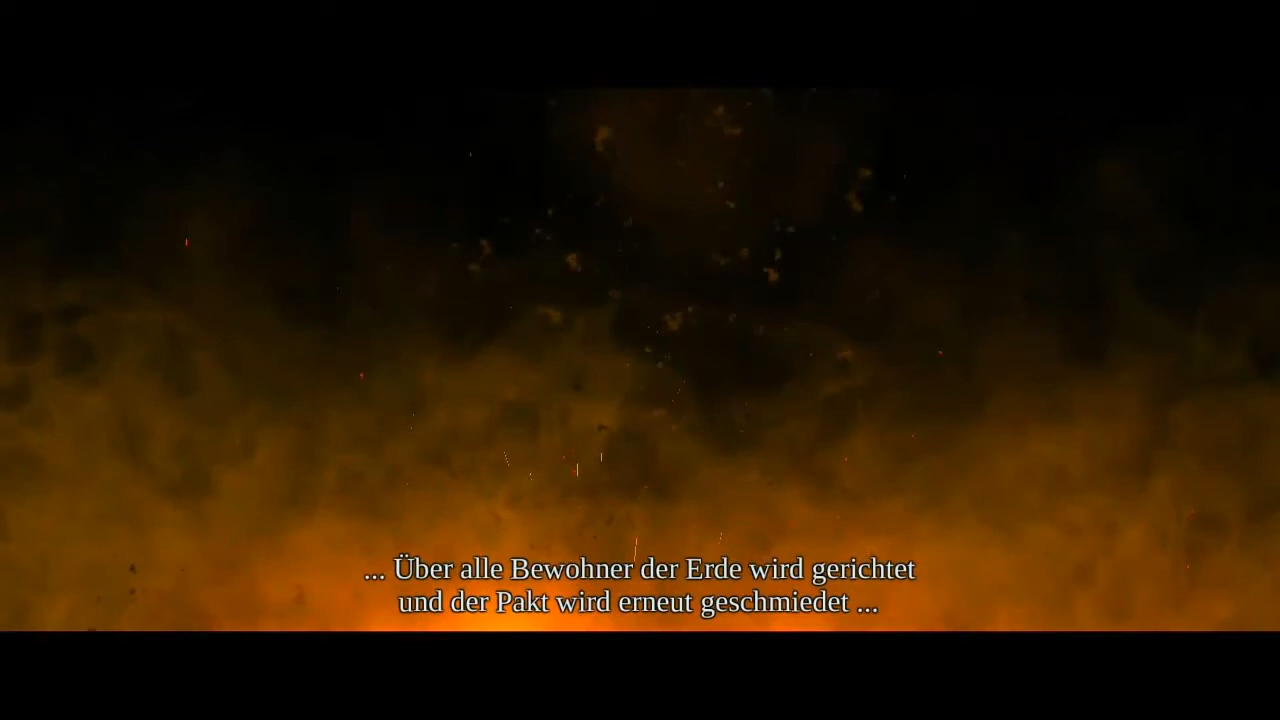 ... Über alle Bewohner der Erde wird gerichtet
und der Pakt wird erneut geschmiedet ...